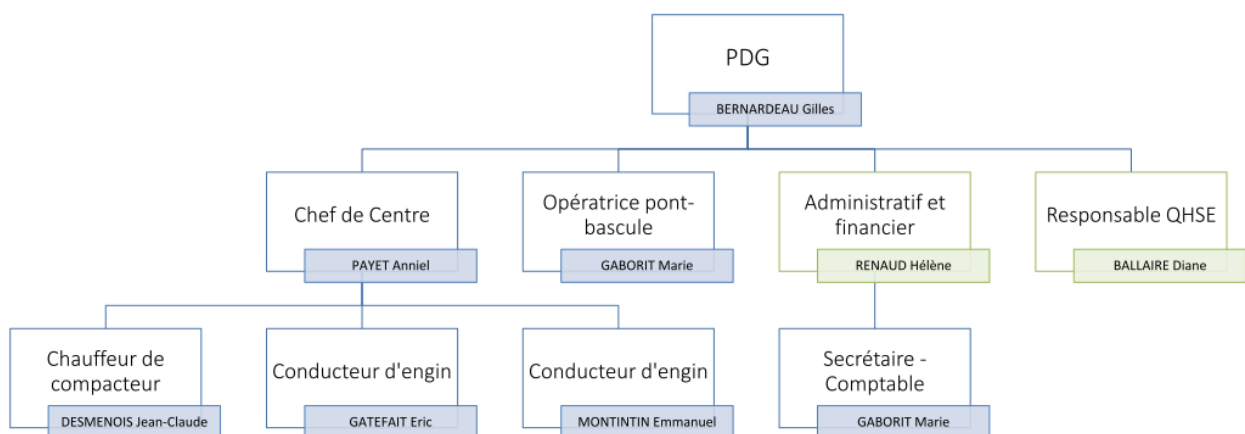 PDG
BERNARDEAU Gilles
Chef de Centre
PAYET Anniel
Opératrice pont-
bascule
GABORIT Marie
Administratif et
financier
RENAUD Hélène
Responsable QHSE
BALLAIRE Diane
Chauffeur de
compacteur
DESMENOIS Jean-Claude
Conducteur d'engin
GATEFAIT Eric
Conducteur d'engin
MONTINTIN Emmanuel
Secrétaire -
Comptable
GABORIT Marie